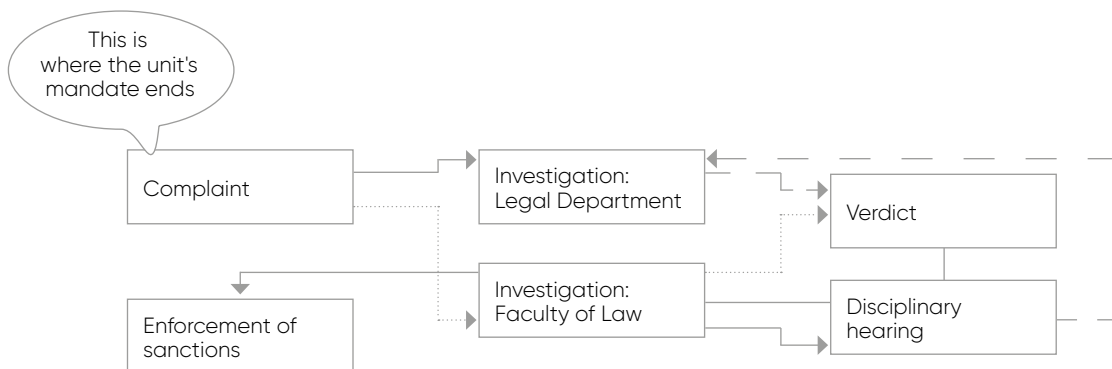 This is
where the unit's
mandate ends
Complaint
Investigation:
Legal Department
Verdict
Investigation:
Faculty of Law
Disciplinary
hearing
Enforcement of
sanctions